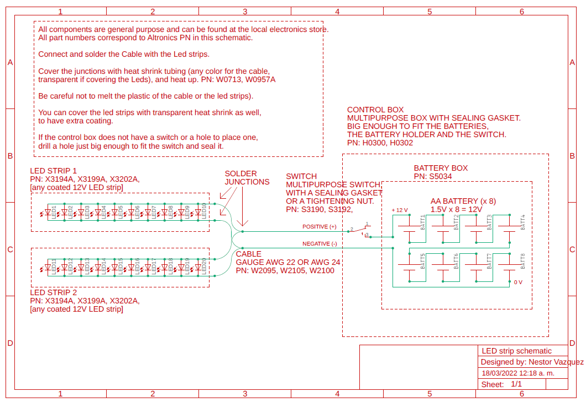 1 2 3 4 5 6
A A
B B
C C
D D
All components are general purpose and can be found at the local electronics store.
All part numbers correspond to Altronics PN in this schematic.
Connect and solder the Cable with the Led strips.
Cover the junctions with heat shrink tubing (any color for the cable,
transparent if covering the Leds), and heat up. PN: W0713, W0957A
Be careful not to melt the plastic of the cable or the led strips).
You can cover the led strips with transparent heat shrink as well,
to have extra coating.
If the control box does not have a switch or a hole to place one,
drill a hole just big enough to fit the switch and seal it.
CONTROL BOX
MULTIPURPOSE BOX WITH SEALING GASKET.
BIG ENOUGH TO FIT THE BATTERIES,
THE BATTERY HOLDER AND THE SWITCH.
PN: H0300, H0302
LED STRIP 1
PN: X3194A, X3199A, X3202A,
[any coated 12V LED strip]
SOLDER
JUNCTIONS
SWITCH
MULTIPURPOSE SWITCH
WITH A SEALING GASKET
OR A TIGHTENING NUT.
PN: S3190, S3192,
BATTERY BOX
PN: S5034
AA BATTERY (x 8)
1.5V x 8 = 12V
+ 12 V
POSITIVE (+)
NEGATIVE (-)
BATT1 BATT2 BATT3 BATT4
BATT5 BATT6 BATT7 BATT8
0 V
CABLE
GAUGE AWG 22 OR AWG 24
PN: W2095, W2105, W2100
LED STRIP 2
PN: X3194A, X3199A, X3202A,
[any coated 12V LED strip]
LED strip schematic
Designed by: Nestor Vazquez
18/03/2022 12:18 a. m.
Sheet: 1/1
1 2 3 4 5 6